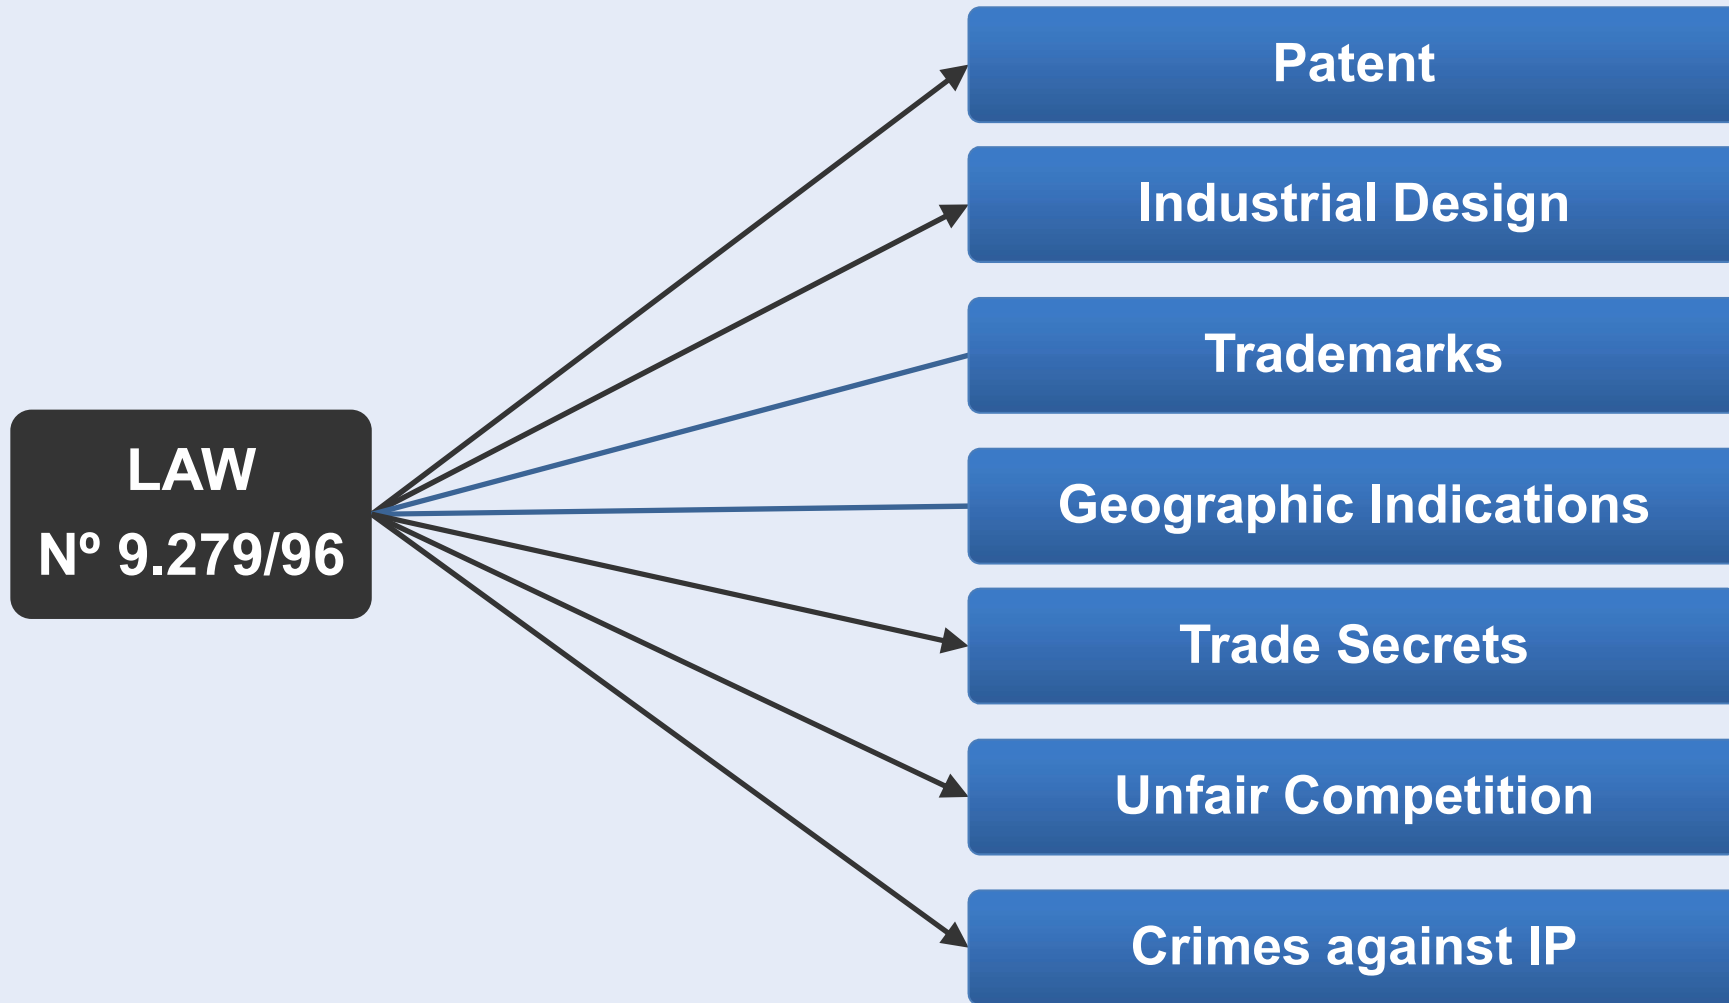 Patent
Industrial Design
Trademarks
LAW
Nº 9.279/96
Geographic Indications
Trade Secrets
Unfair Competition
Crimes against IP